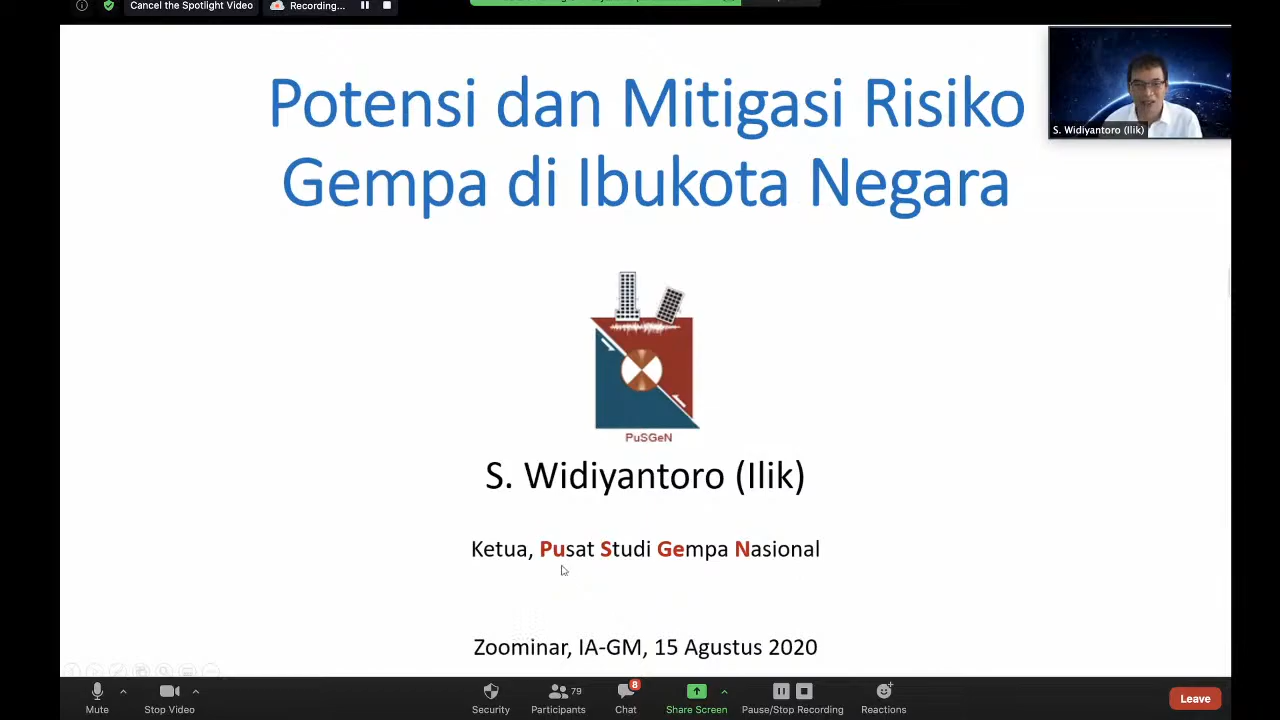 Cancel the Spotlight Video
Recording...
Potensi dan Mitigasi Risiko
Gempa di Ibukota Negara
S. Widiyantoro (Ilik)
PuSGeN
S. Widiyantoro (Ilik)
Ketua, Pusat Studi Gempa Nasional
Zoominar, IA-GM, 15 Agustus 2020
Mute
Stop Video
Security
79
Participants
8
Chat
Share Screen
Pause/Stop Recording
Reactions
Leave